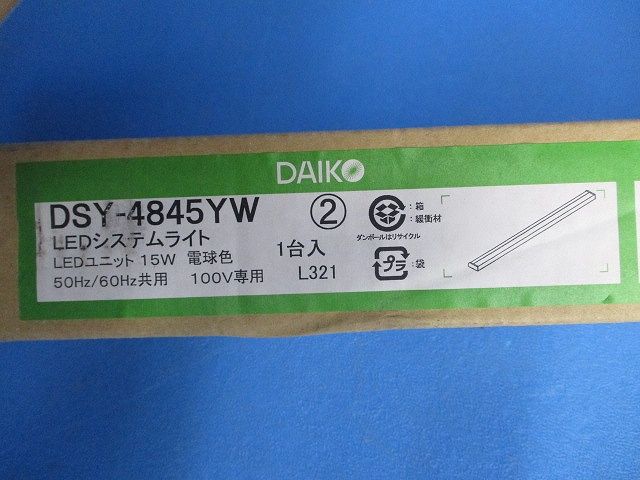 DAIKO
DSY-4845YW ②
LEDシステムライト
LEDユニット 15W 電球色 1台入
50Hz/60Hz共用 100V専用 L321
:箱
:緩衝材
ダンボールはリサイクル
プラ :袋